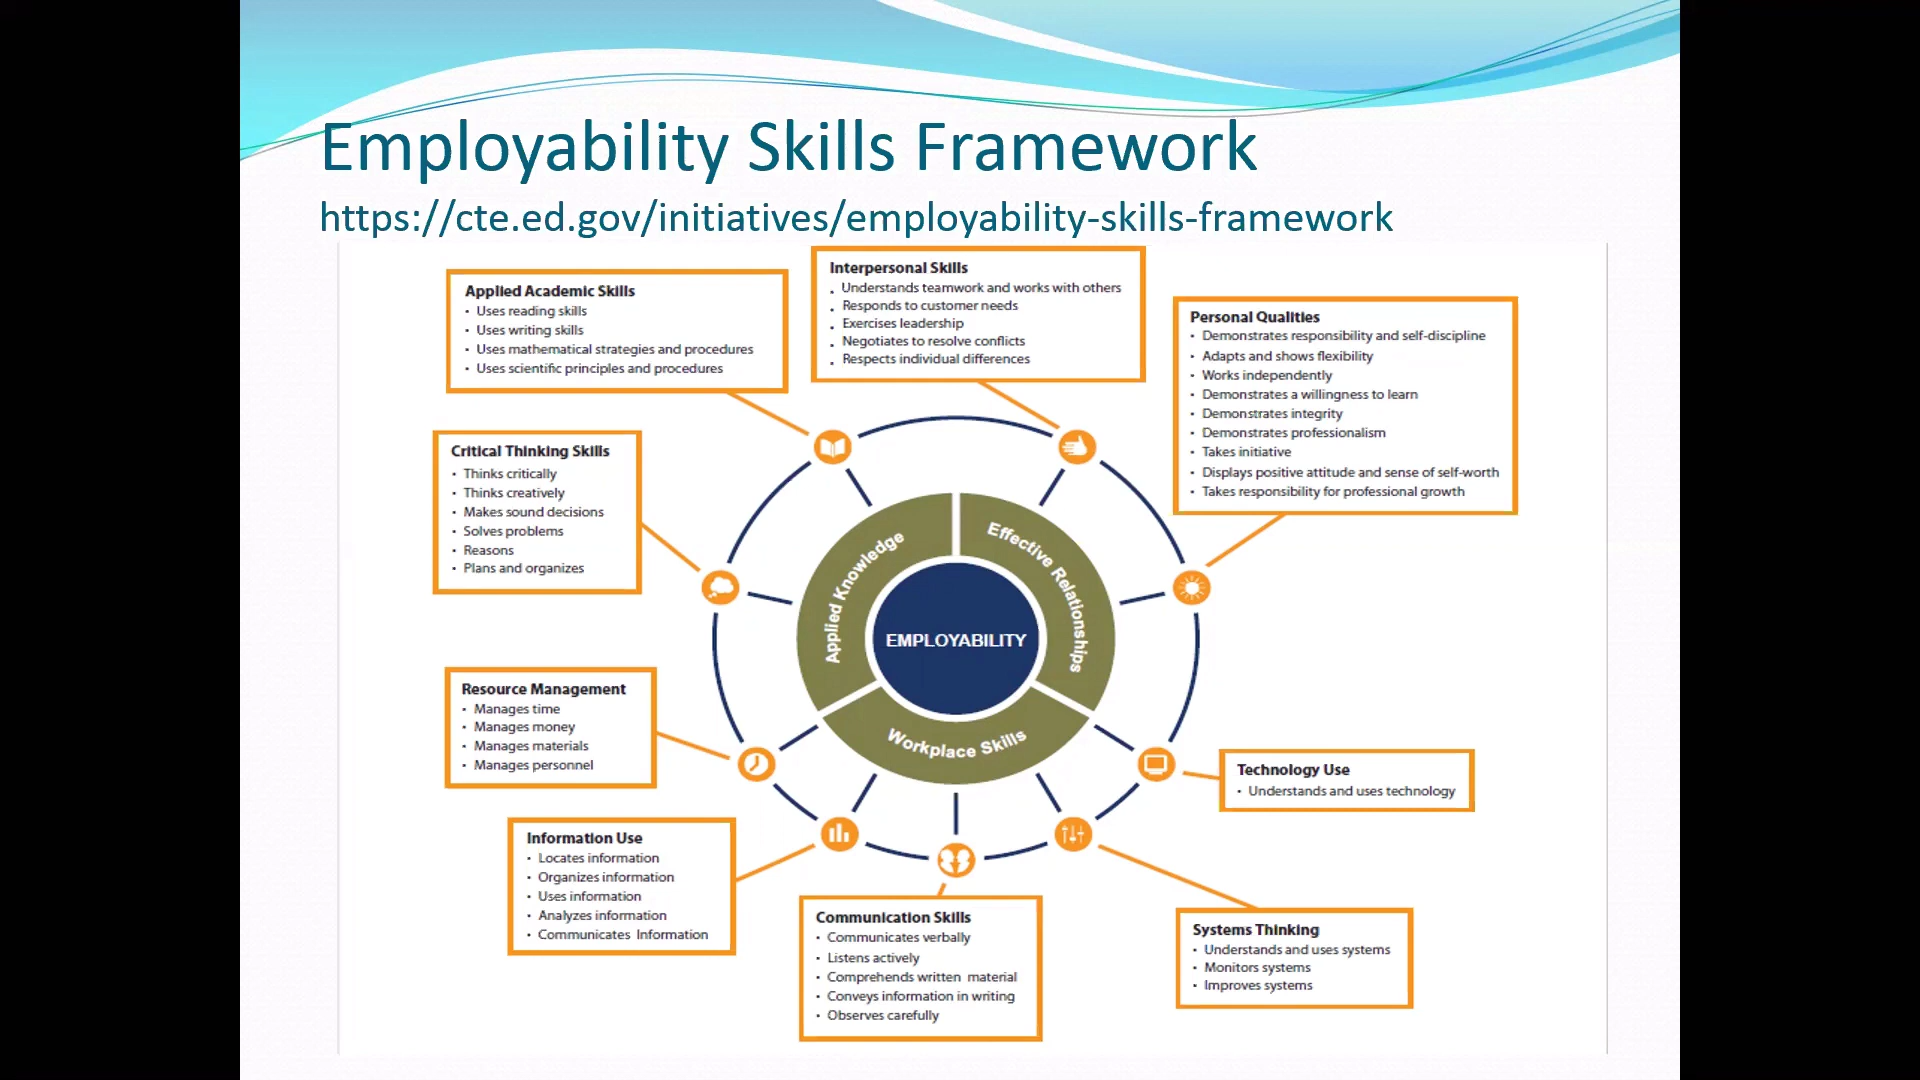 Employability Skills Framework
https://cte.ed.gov/initiatives/employability-skills-framework
Applied Academic Skills
• Uses reading skills
• Uses writing skills
• Uses mathematical strategies and procedures
• Uses scientific principles and procedures
Interpersonal Skills
• Understands teamwork and works with others
• Responds to customer needs
• Exercises leadership
• Negotiates to resolve conflicts
• Respects individual differences
Personal Qualities
• Demonstrates responsibility and self-discipline
• Adapts and shows flexibility
• Works independently
• Demonstrates a willingness to learn
• Demonstrates integrity
• Demonstrates professionalism
• Takes initiative
• Displays positive attitude and sense of self-worth
• Takes responsibility for professional growth
Critical Thinking Skills
• Thinks critically
• Thinks creatively
• Makes sound decisions
• Solves problems
• Reasons
• Plans and organizes
Applied Knowledge
Effective Relationships
EMPLOYABILITY
Workplace Skills
Resource Management
• Manages time
• Manages money
• Manages materials
• Manages personnel
Technology Use
• Understands and uses technology
Information Use
• Locates information
• Organizes information
• Uses information
• Analyzes information
• Communicates Information
Communication Skills
• Communicates verbally
• Listens actively
• Comprehends written material
• Conveys information in writing
• Observes carefully
Systems Thinking
• Understands and uses systems
• Monitors systems
• Improves systems